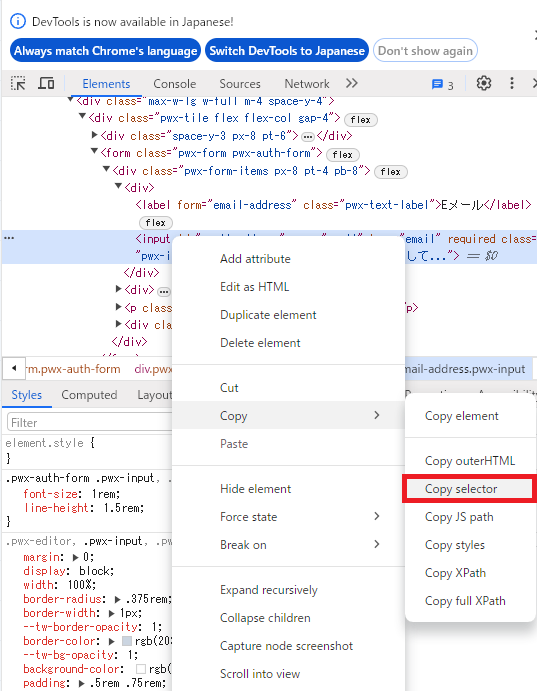 DevTools is now available in Japanese!
Always match Chrome's language Switch DevTools to Japanese Don't show again
Elements Console Sources Network 3
<div class="max-w-lg w-full m-4 space-y-4">
<div class="pwx-tile flex flex-col gap-4"> flex
<div class="space-y-3 px-8 pt-6"> … </div>
<form class="pwx-form pwx-auth-form"> flex
<div class="pwx-form-items px-8 pt-4 pb-8"> flex
<div>
<label form="email-address" class="pwx-text-label">Eメール</label>
flex
<input "email" required class=
"pwx-i して..."> == $0
</div>
<div> …
<p c /p>
<div c
</div>
rm.pwx-auth-form div.pw mail-address.pwx-input
Styles Computed Layou
Filter
element.style {
}
.pwx-auth-form .pwx-input,
font-size: 1rem;
line-height: 1.5rem;
}
.pwx-editor, .pwx-input, .pw
margin: 0;
display: block;
width: 100%;
border-radius: .375rem;
border-width: 1px;
--tw-border-opacity: 1;
border-color: rgb(203
--tw-bg-opacity: 1;
background-color: rgb(
padding: .5rem .75rem;
Add attribute
Edit as HTML
Duplicate element
Delete element
Cut
Copy
Paste
Hide element
Force state
Break on
Expand recursively
Collapse children
Capture node screenshot
Scroll into view
Copy element
Copy outerHTML
Copy selector
Copy JS path
Copy styles
Copy XPath
Copy full XPath